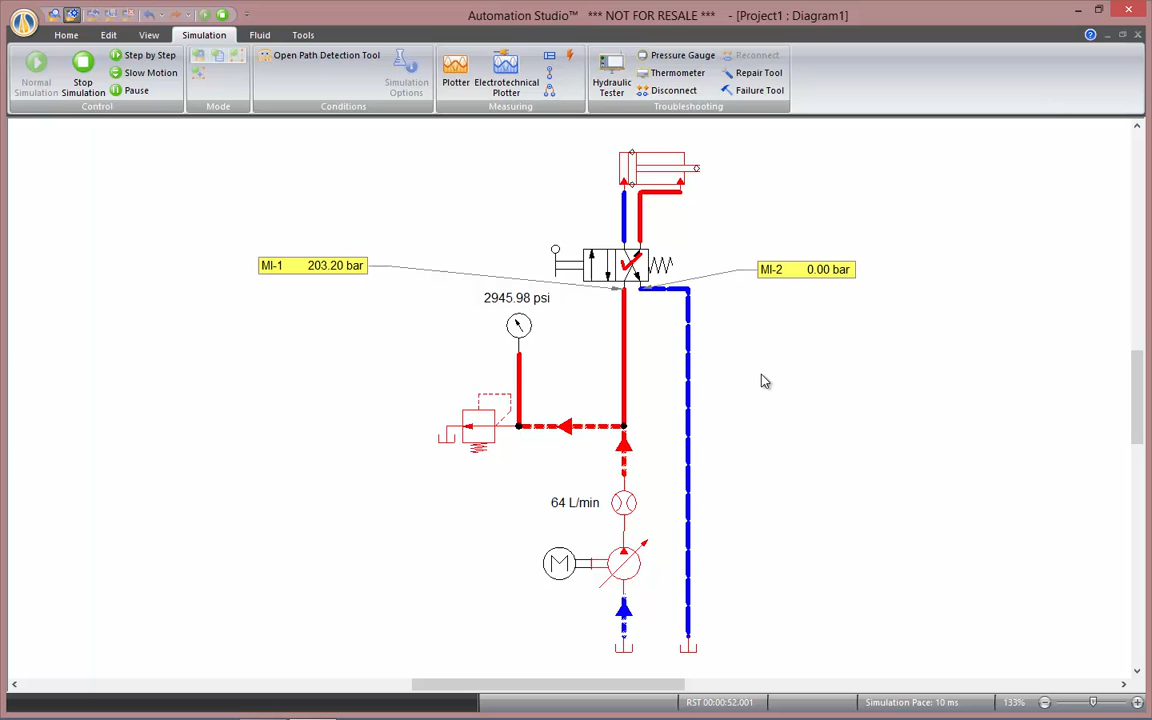 Automation Studio™ *** NOT FOR RESALE *** - [Project1 : Diagram1]
Home Edit View Simulation Fluid Tools
Normal Simulation
Stop Simulation
Step by Step
Slow Motion
Pause
Control
Mode
Open Path Detection Tool
Simulation Options
Conditions
Plotter
Electrotechnical Plotter
Measuring
Hydraulic Tester
Pressure Gauge
Thermometer
Disconnect
Reconnect
Repair Tool
Failure Tool
Troubleshooting
MI-1 203.20 bar
MI-2 0.00 bar
2945.98 psi
64 L/min
M
RST 00:00:52.001
Simulation Pace: 10 ms
133%